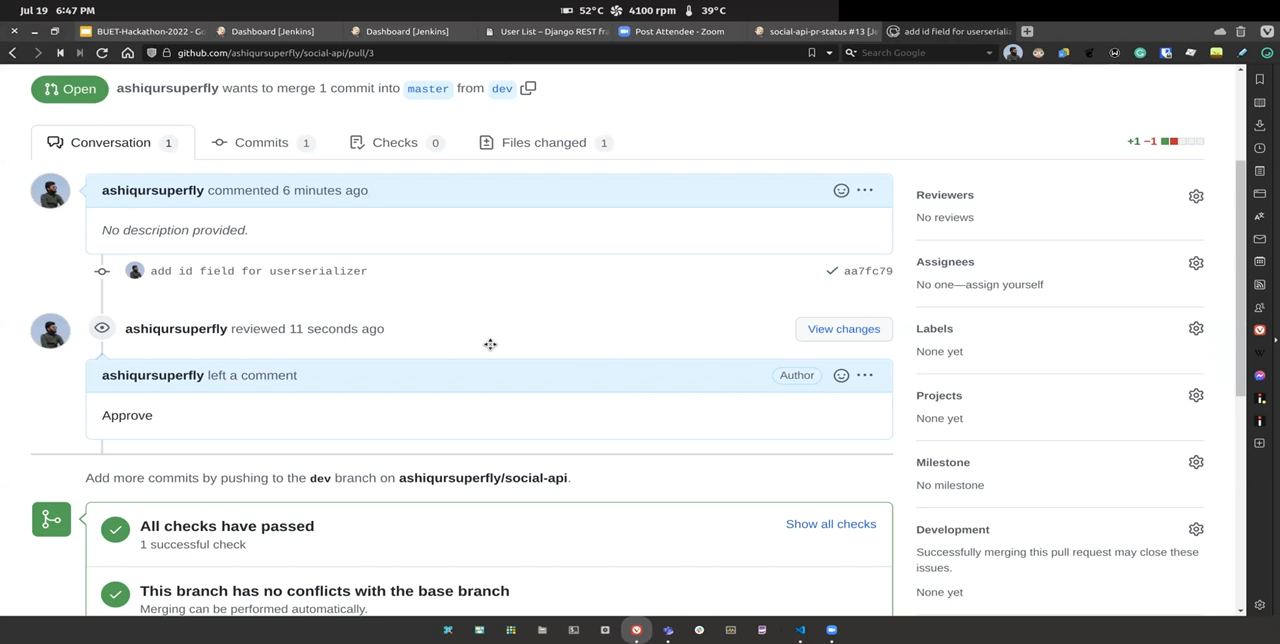 Jul 19 6:47 PM 52°C 4100 rpm 39°C
BUET-Hackathon-2022 - Go Dashboard [Jenkins] Dashboard [Jenkins] User List – Django REST fra Post Attendee - Zoom social-api-pr-status #13 [Je add id field for userserializ
github.com/ashiqursuperfly/social-api/pull/3 Search Google
Open ashiqursuperfly wants to merge 1 commit into master from dev
Conversation 1 Commits 1 Checks 0 Files changed 1 +1 −1
ashiqursuperfly commented 6 minutes ago
No description provided.
add id field for userserializer aa7fc79
ashiqursuperfly reviewed 11 seconds ago View changes
ashiqursuperfly left a comment Author
Approve
Add more commits by pushing to the dev branch on ashiqursuperfly/social-api.
All checks have passed Show all checks
1 successful check
This branch has no conflicts with the base branch
Merging can be performed automatically.
Reviewers
No reviews
Assignees
No one—assign yourself
Labels
None yet
Projects
None yet
Milestone
No milestone
Development
Successfully merging this pull request may close these
issues.
None yet